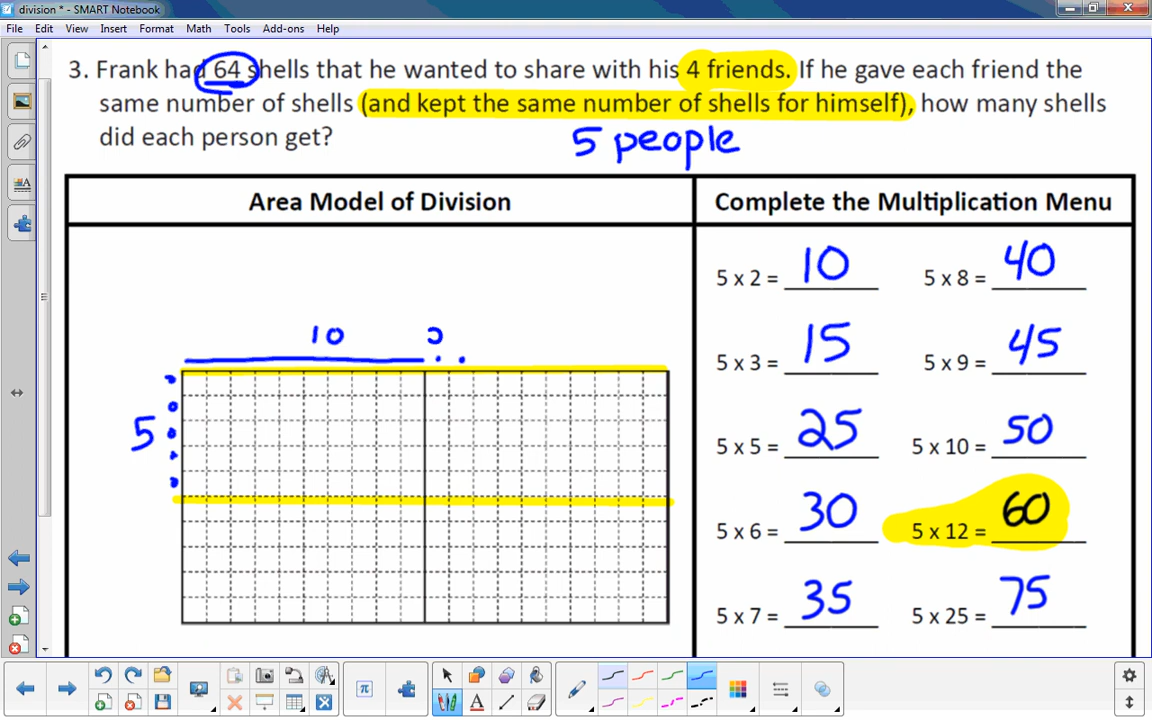 division * - SMART Notebook
File Edit View Insert Format Math Tools Add-ons Help
3. Frank had 64 shells that he wanted to share with his 4 friends. If he gave each friend the
same number of shells (and kept the same number of shells for himself), how many shells
did each person get?
5 people
Area Model of Division
Complete the Multiplication Menu
10
5
5 x 2 = 10
5 x 8 = 40
5 x 3 = 15
5 x 9 = 45
5 x 5 = 25
5 x 10 = 50
5 x 6 = 30
5 x 12 = 60
5 x 7 = 35
5 x 25 = 75